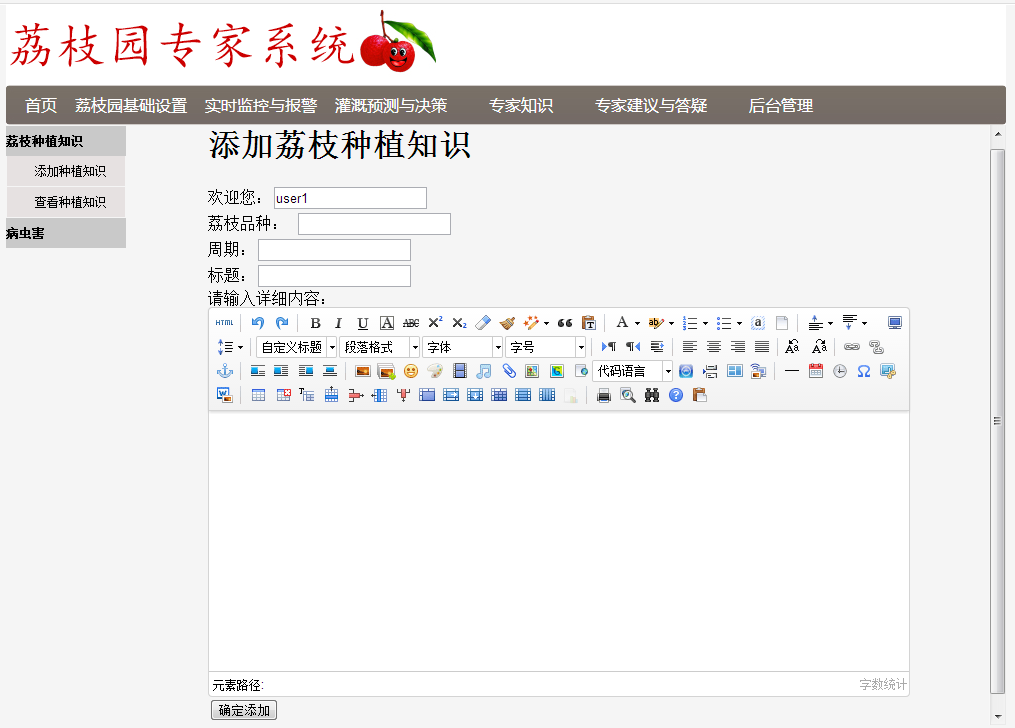 荔枝园专家系统
首页 荔枝园基础设置 实时监控与报警 灌溉预测与决策 专家知识 专家建议与答疑 后台管理
荔枝种植知识
添加种植知识
查看种植知识
病虫害
添加荔枝种植知识
欢迎您： user1
荔枝品种：
周期：
标题：
请输入详细内容：
HTML B I U A ABC X² X₂ A ab a
自定义标题 段落格式 字体 字号
代码语言
元素路径: 字数统计
确定添加